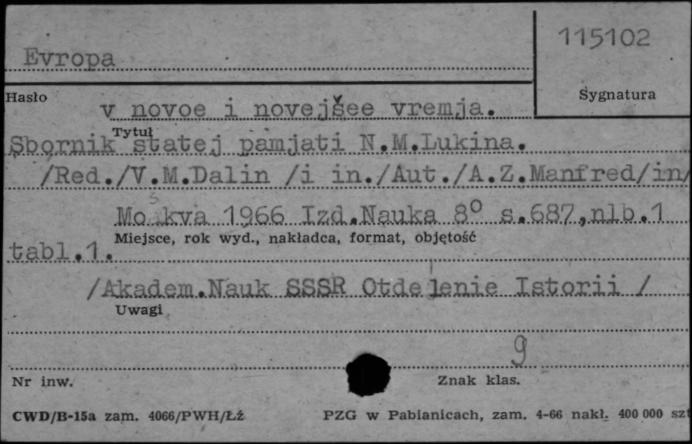 Evropa
115102
Hasło
Sygnatura
v novoe i novejšee vremja.
Tytuł
Sbornik statej pamjati N.M.Lukina.
/Red./V.M.Dalin /i in./Aut./A.Z.Manfred/in/
Moskva 1966 Izd.Nauka 8° s.687,nlb.1
Miejsce, rok wyd., nakładca, format, objętość
tabl.1.
/Akadem.Nauk SSSR Otdelenie Istorii /
Uwagi
9
Nr inw.
Znak klas.
CWD/B-15a zam. 4066/PWH/Łż
PZG w Pabianicach, zam. 4-66 nakł. 400 000 szt